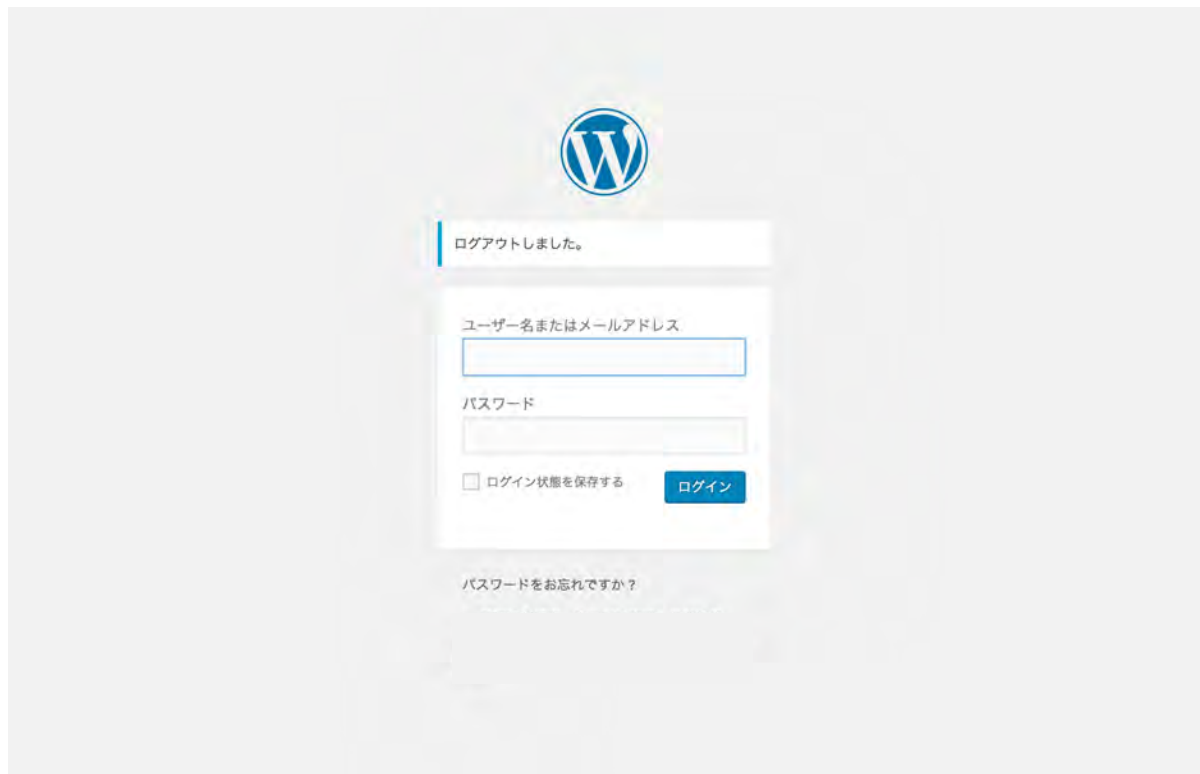 ログアウトしました。
ユーザー名またはメールアドレス
パスワード
ログイン状態を保存する
ログイン
パスワードをお忘れですか？